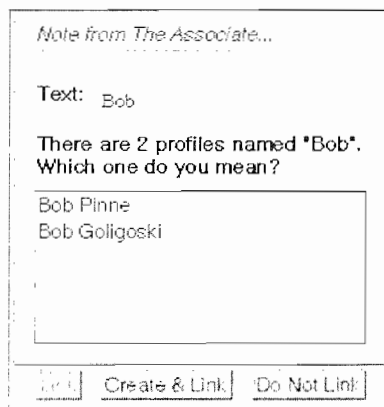 Note from The Associate...
Text: Bob
There are 2 profiles named "Bob".
Which one do you mean?
Bob Pinne
Bob Goligoski
Create & Link Do Not Link